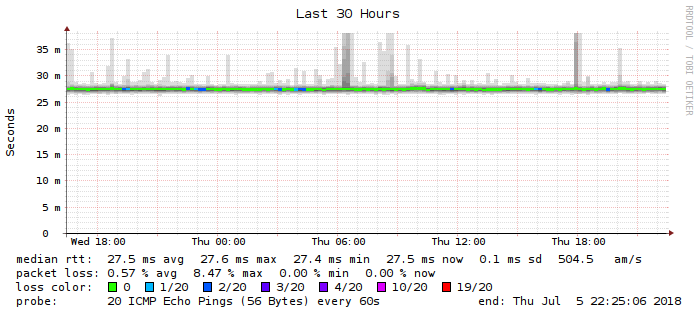 Last 30 Hours
RRDTOOL / TOBI OETIKER
Seconds
35 m
30 m
25 m
20 m
15 m
10 m
5 m
0
Wed 18:00 Thu 00:00 Thu 06:00 Thu 12:00 Thu 18:00
median rtt: 27.5 ms avg 27.6 ms max 27.4 ms min 27.5 ms now 0.1 ms sd 504.5 am/s
packet loss: 0.57 % avg 8.47 % max 0.00 % min 0.00 % now
loss color: 0 1/20 2/20 3/20 4/20 10/20 19/20
probe: 20 ICMP Echo Pings (56 Bytes) every 60s end: Thu Jul 5 22:25:06 2018